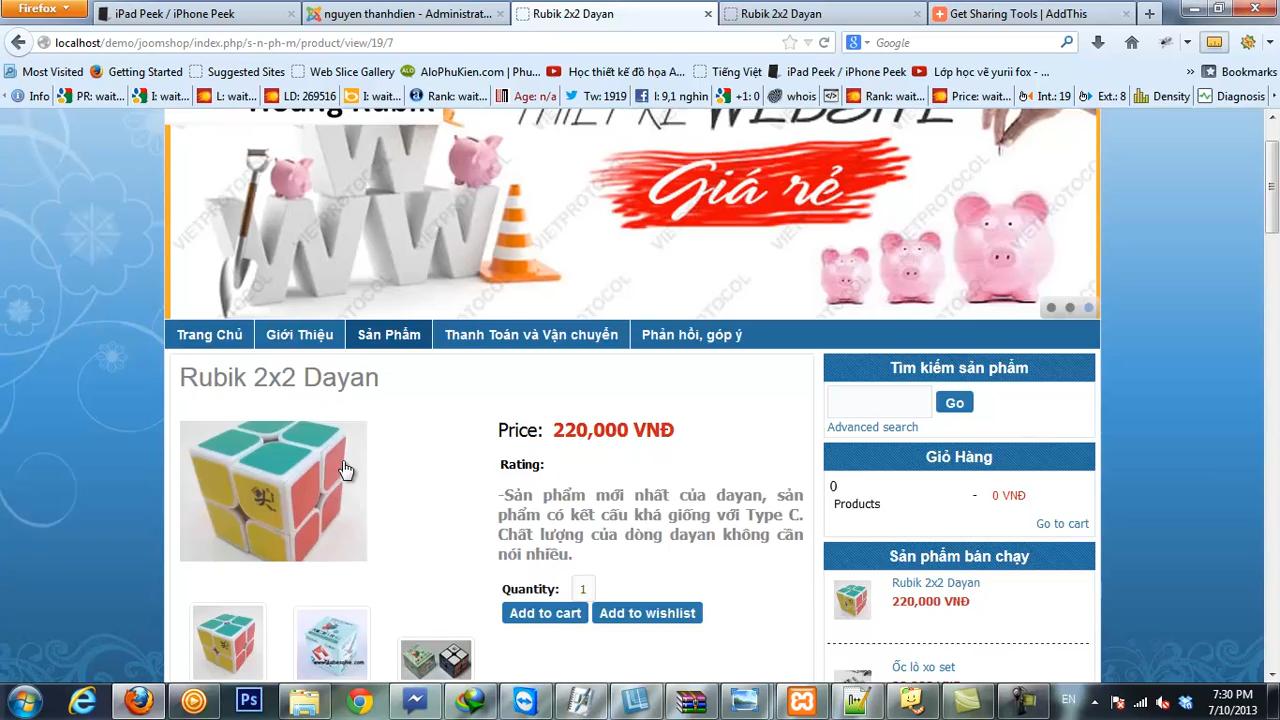 Firefox
iPad Peek / iPhone Peek
nguyen thanhdien - Administrat...
Rubik 2x2 Dayan
Rubik 2x2 Dayan
Get Sharing Tools | AddThis
localhost/demo/joomshop/index.php/s-n-ph-m/product/view/19/7
Google
Most Visited
Getting Started
Suggested Sites
Web Slice Gallery
AloPhuKien.com | Phu...
Học thiết kế đồ họa A...
Tiếng Việt
iPad Peek / iPhone Peek
Lớp học vẽ yurii fox - ...
Bookmarks
Info
PR: wait...
I: wait...
L: wait...
LD: 269516
I: wait...
Rank: wait...
Age: n/a
Tw: 1919
l: 9,1 nghìn
+1: 0
whois
Rank: wait...
Price: wait...
Int.: 19
Ext.: 8
Density
Diagnosis
THIẾT KẾ WEBSITE
WWW
Giá rẻ
VIETPROTOCOL
Trang Chủ
Giới Thiệu
Sản Phẩm
Thanh Toán và Vận chuyển
Phản hồi, góp ý
Rubik 2x2 Dayan
Price: 220,000 VNĐ
Rating:
-Sản phẩm mới nhất của dayan, sản
phẩm có kết cấu khá giống với Type C.
Chất lượng của dòng dayan không cần
nói nhiều.
Quantity: 1
Add to cart
Add to wishlist
Tìm kiếm sản phẩm
Go
Advanced search
Giỏ Hàng
0
Products
- 0 VNĐ
Go to cart
Sản phẩm bán chạy
Rubik 2x2 Dayan
220,000 VNĐ
Ốc lò xo set
EN
7:30 PM
7/10/2013